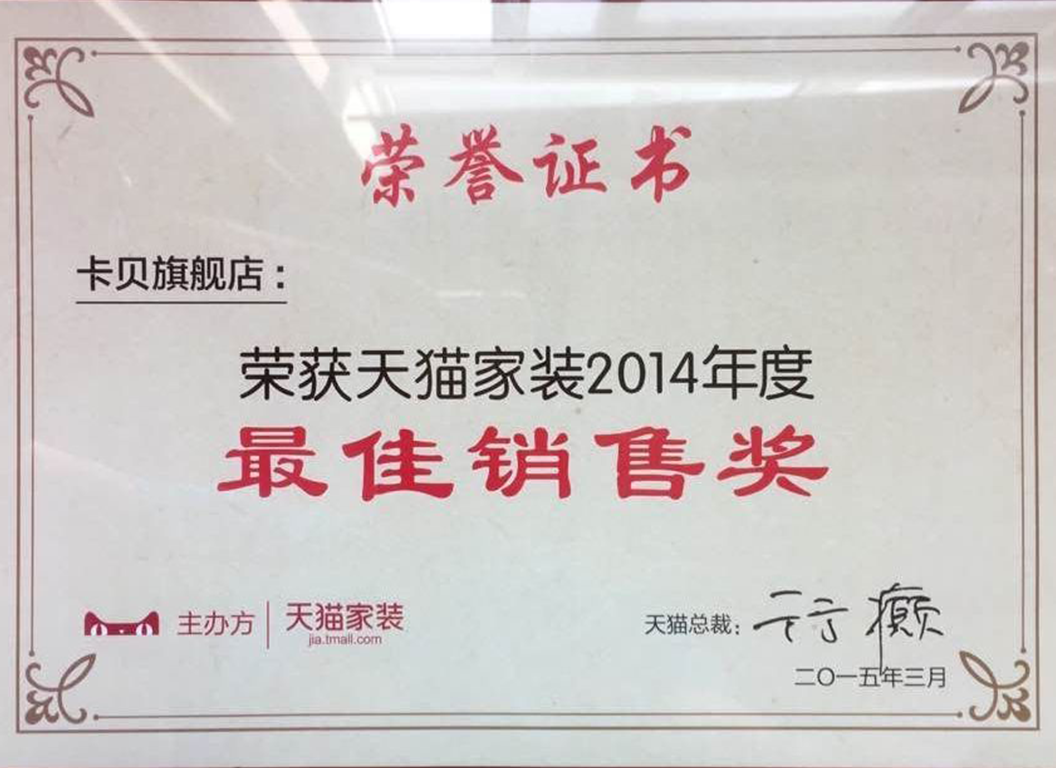 荣誉证书
卡贝旗舰店：
荣获天猫家装2014年度
最佳销售奖
主办方 天猫家装
jia.tmall.com
天猫总裁：
二〇一五年三月